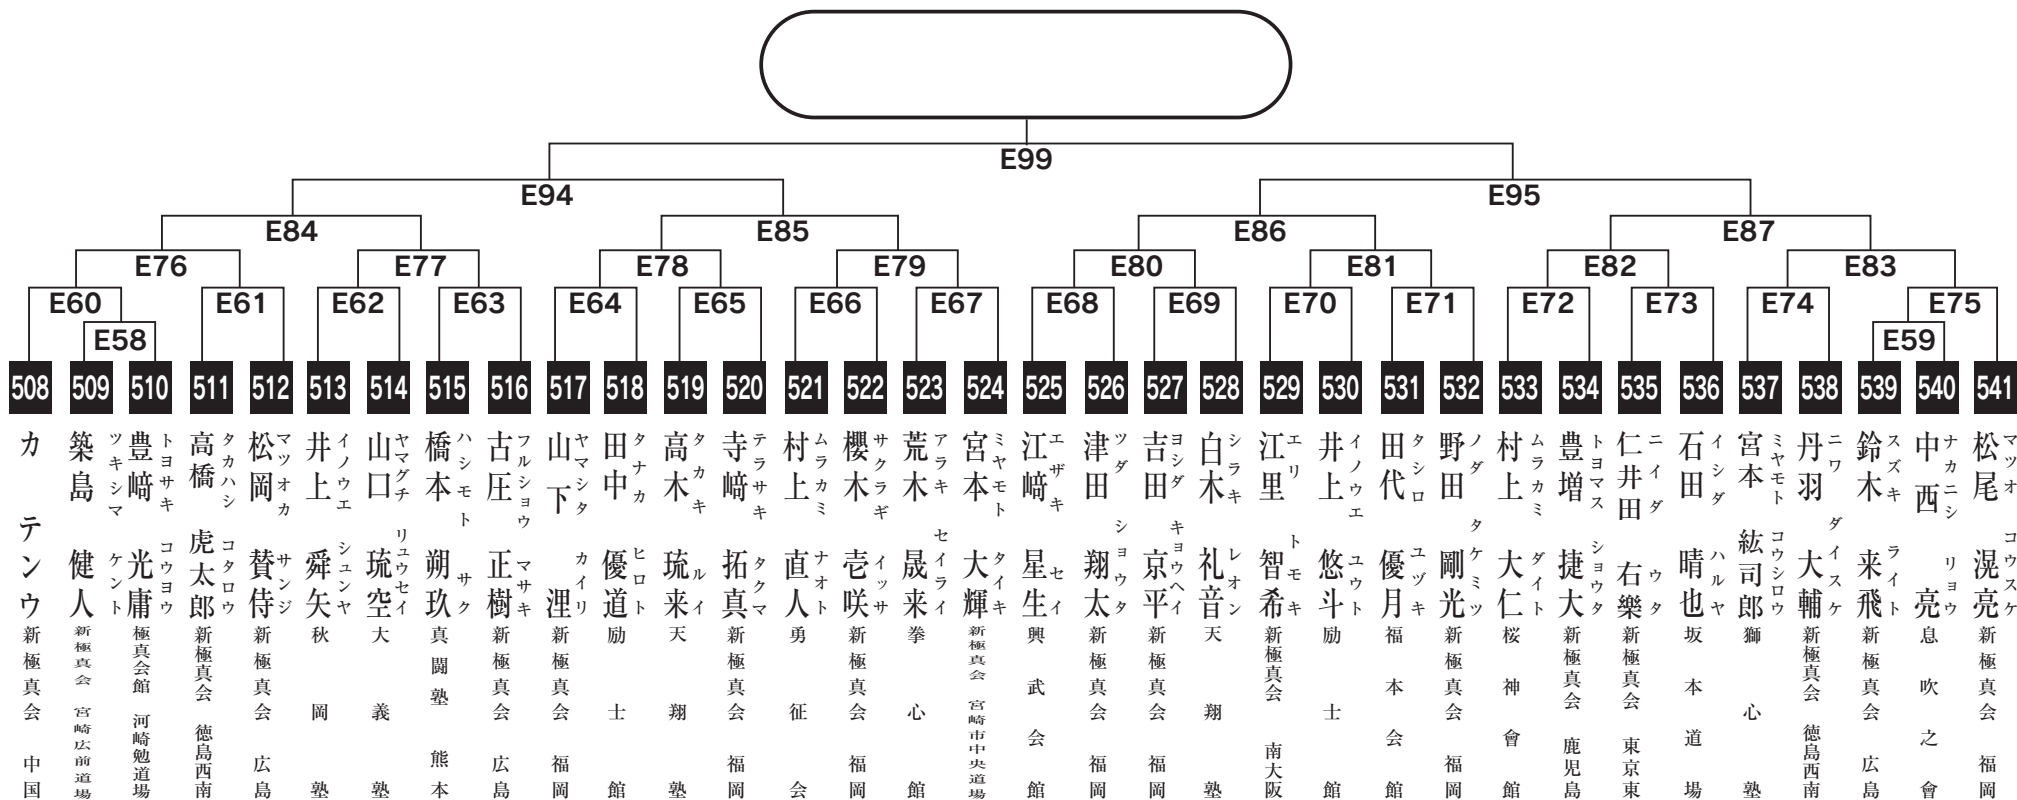 E99
E94
E95
E84
E85
E86
E87
E76
E77
E78
E79
E80
E81
E82
E83
E60
E61
E62
E63
E64
E65
E66
E67
E68
E69
E70
E71
E72
E73
E74
E75
E58
E59
508
カ テンウ
新極真会 中国
509
築島 健人
ツキシマ ケント
新極真会 宮崎広前道場
510
豊﨑 光庸
トヨサキ コウヨウ
極真会館 河﨑勉道場
511
高橋 虎太郎
タカハシ コタロウ
新極真会 徳島西南
512
松岡 賛侍
マツオカ サンジ
新極真会 広島
513
井上 舜矢
イノウエ シュンヤ
秋岡塾
514
山口 琉空
ヤマグチ リュウセイ
大義塾
515
橋本 朔玖
ハシモト サク
真闘塾 熊本
516
古圧 正樹
フルショウ マサキ
新極真会 広島
517
山下 浬
ヤマシタ カイリ
新極真会 福岡
518
田中 優道
タナカ ヒロト
励士館
519
高木 琉来
タカキ ルイ
天翔塾
520
寺﨑 拓真
テラサキ タクマ
新極真会 福岡
521
村上 直人
ムラカミ ナオト
勇征会
522
櫻木 壱咲
サクラギ イッサ
新極真会 福岡
523
荒木 晟来
アラキ セイライ
拳心館
524
宮本 大輝
ミヤモト タイキ
新極真会 宮崎市中央道場
525
江﨑 星生
エザキ セイ
興武会館
526
津田 翔太
ツダ ショウタ
新極真会 福岡
527
吉田 京平
ヨシダ キョウヘイ
新極真会 福岡
528
白木 礼音
シラキ レオン
天翔塾
529
江里 智希
エリ トモキ
新極真会 南大阪
530
井上 悠斗
イノウエ ユウト
励士館
531
田代 優月
タシロ ユヅキ
福本会館
532
野田 剛光
ノダ タケミツ
新極真会 福岡
533
村上 大仁
ムラカミ ダイト
桜神會館
534
豊増 捷大
トヨマス ショウタ
新極真会 鹿児島
535
仁井田 右樂
ニイダ ウタ
新極真会 東京東
536
石田 晴也
イシダ ハルヤ
坂本道場
537
宮本 紘司郎
ミヤモト コウシロウ
獅心塾
538
丹羽 大輔
ニワ ダイスケ
新極真会 徳島西南
539
鈴木 来飛
スズキ ライト
新極真会 広島
540
中西 亮
ナカニシ リョウ
息吹之會
541
松尾 滉亮
マツオ コウスケ
新極真会 福岡